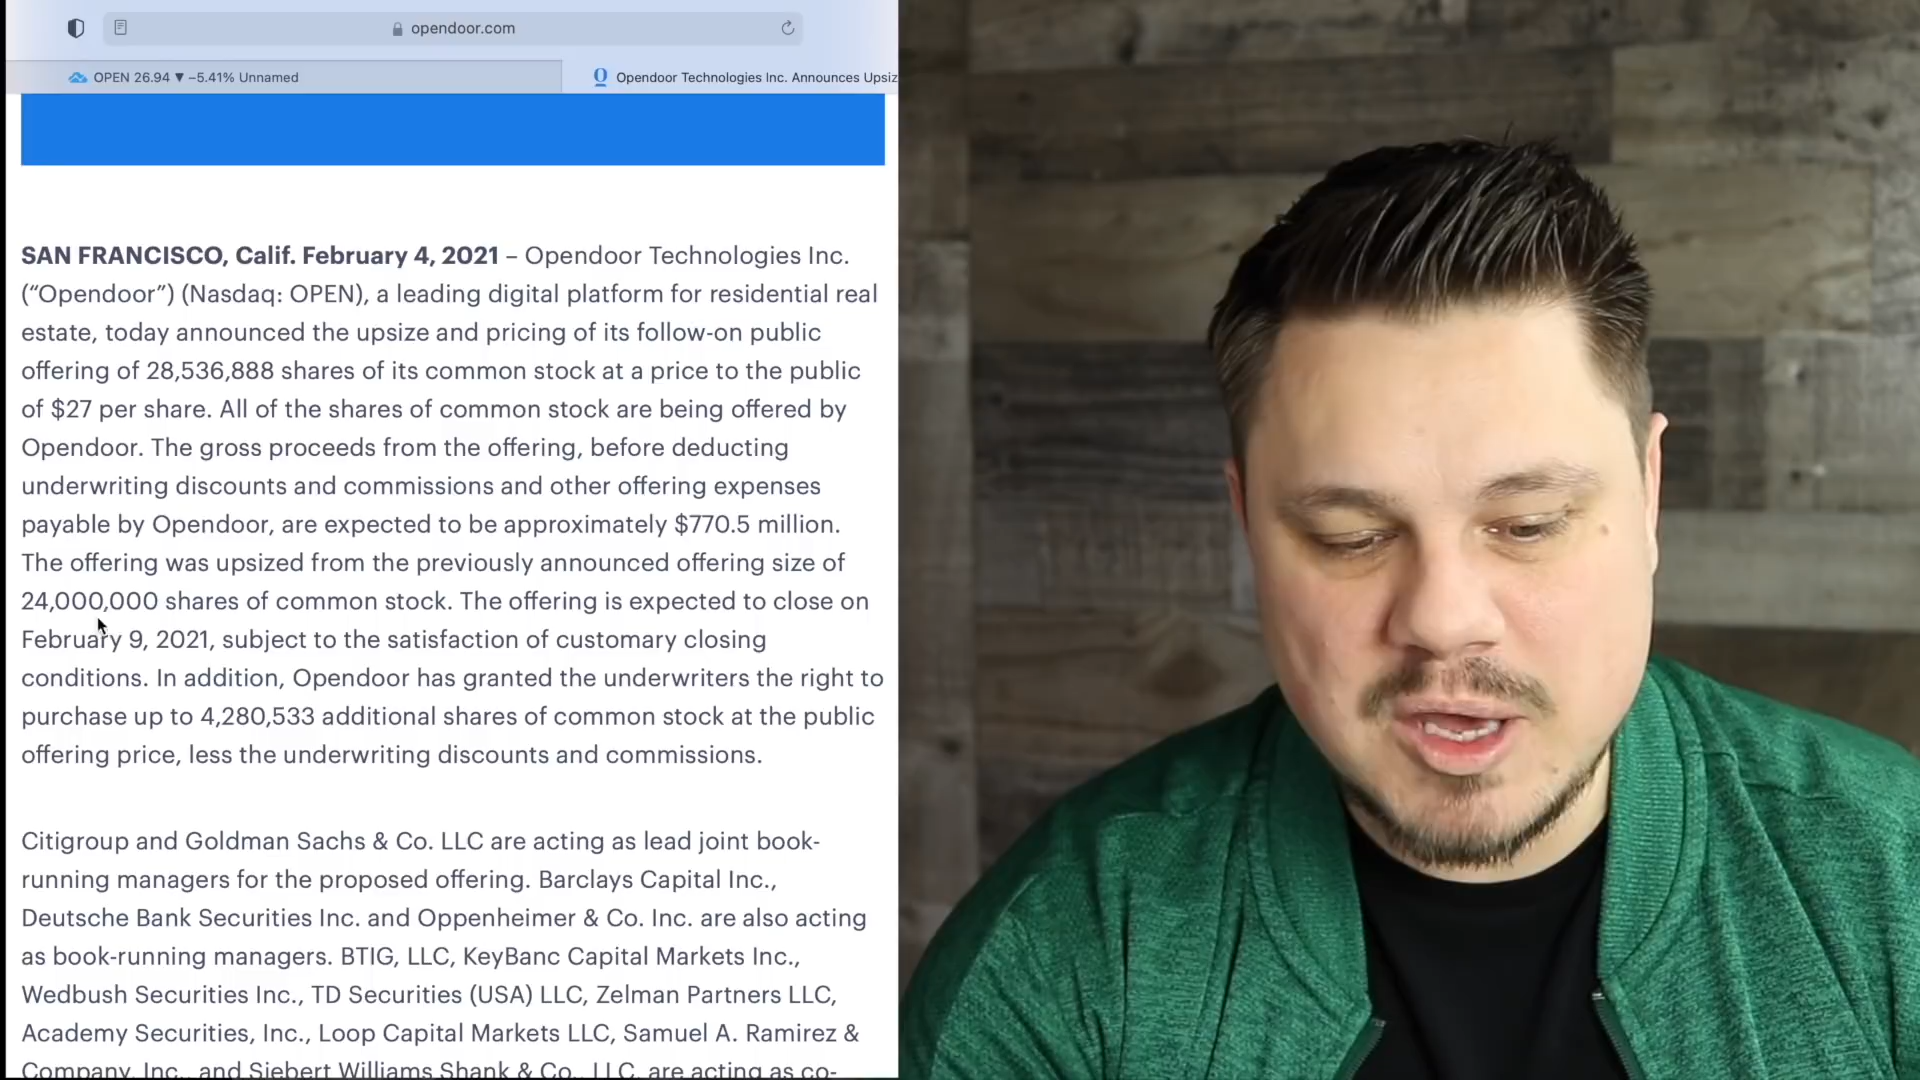 opendoor.com
OPEN 26.94 ▼ −5.41% Unnamed
Opendoor Technologies Inc. Announces Upsiz
SAN FRANCISCO, Calif. February 4, 2021 – Opendoor Technologies Inc.
(“Opendoor”) (Nasdaq: OPEN), a leading digital platform for residential real
estate, today announced the upsize and pricing of its follow-on public
offering of 28,536,888 shares of its common stock at a price to the public
of $27 per share. All of the shares of common stock are being offered by
Opendoor. The gross proceeds from the offering, before deducting
underwriting discounts and commissions and other offering expenses
payable by Opendoor, are expected to be approximately $770.5 million.
The offering was upsized from the previously announced offering size of
24,000,000 shares of common stock. The offering is expected to close on
February 9, 2021, subject to the satisfaction of customary closing
conditions. In addition, Opendoor has granted the underwriters the right to
purchase up to 4,280,533 additional shares of common stock at the public
offering price, less the underwriting discounts and commissions.
Citigroup and Goldman Sachs & Co. LLC are acting as lead joint book-
running managers for the proposed offering. Barclays Capital Inc.,
Deutsche Bank Securities Inc. and Oppenheimer & Co. Inc. are also acting
as book-running managers. BTIG, LLC, KeyBanc Capital Markets Inc.,
Wedbush Securities Inc., TD Securities (USA) LLC, Zelman Partners LLC,
Academy Securities, Inc., Loop Capital Markets LLC, Samuel A. Ramirez &
Company, Inc., and Siebert Williams Shank & Co., LLC, are acting as co-